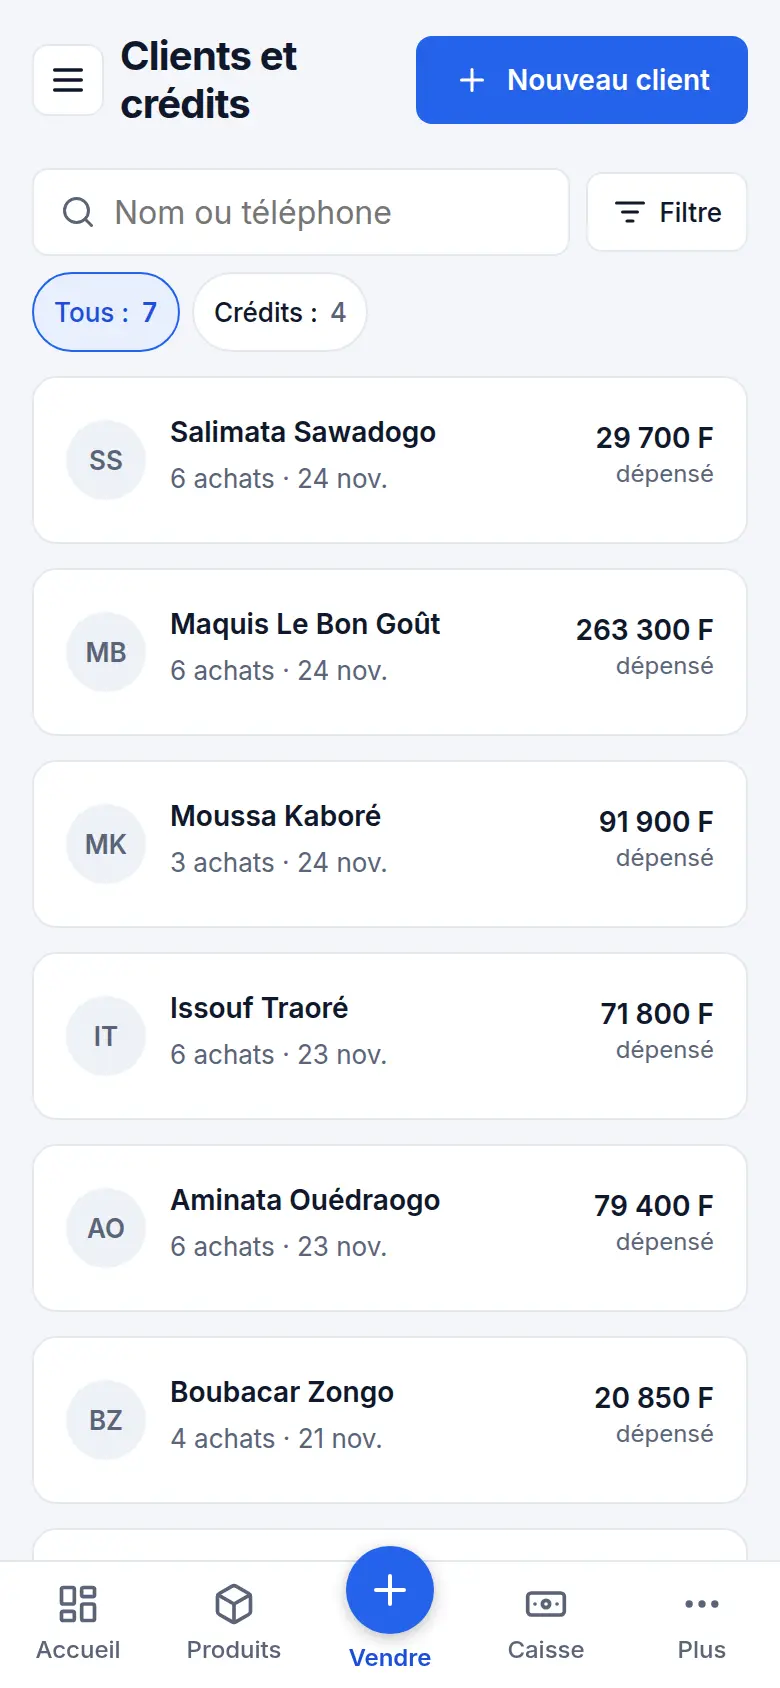 Clients et
crédits
Nouveau client
Nom ou téléphone
Filtre
Tous : 7
Crédits : 4
SS
Salimata Sawadogo
6 achats · 24 nov.
29 700 F
dépensé
MB
Maquis Le Bon Goût
6 achats · 24 nov.
263 300 F
dépensé
MK
Moussa Kaboré
3 achats · 24 nov.
91 900 F
dépensé
IT
Issouf Traoré
6 achats · 23 nov.
71 800 F
dépensé
AO
Aminata Ouédraogo
6 achats · 23 nov.
79 400 F
dépensé
BZ
Boubacar Zongo
4 achats · 21 nov.
20 850 F
dépensé
Accueil
Produits
Vendre
Caisse
Plus